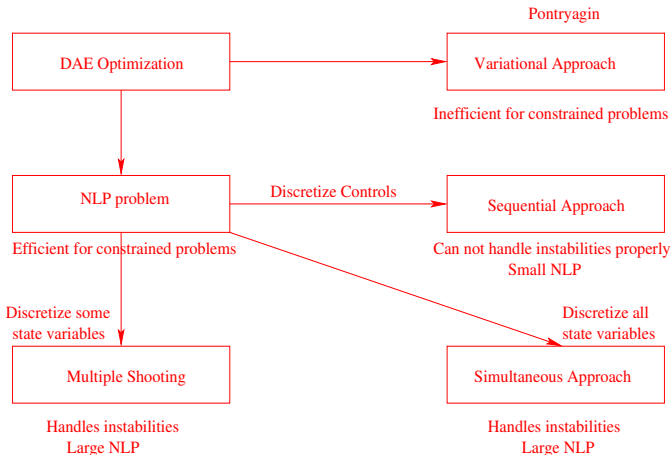 Pontryagin
DAE Optimization
Variational Approach
Inefficient for constrained problems
NLP problem
Discretize Controls
Sequential Approach
Efficient for constrained problems
Can not handle instabilities properly
Small NLP
Discretize some
state variables
Discretize all
state variables
Multiple Shooting
Simultaneous Approach
Handles instabilities
Large NLP
Handles instabilities
Large NLP